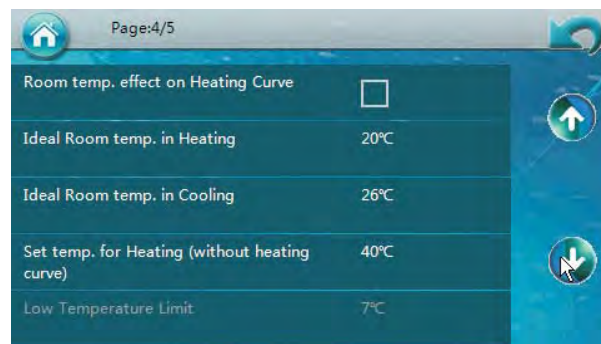 Page:4/5
Room temp. effect on Heating Curve
Ideal Room temp. in Heating 20℃
Ideal Room temp. in Cooling 26℃
Set temp. for Heating (without heating 40℃
curve)
Low Temperature Limit 7℃